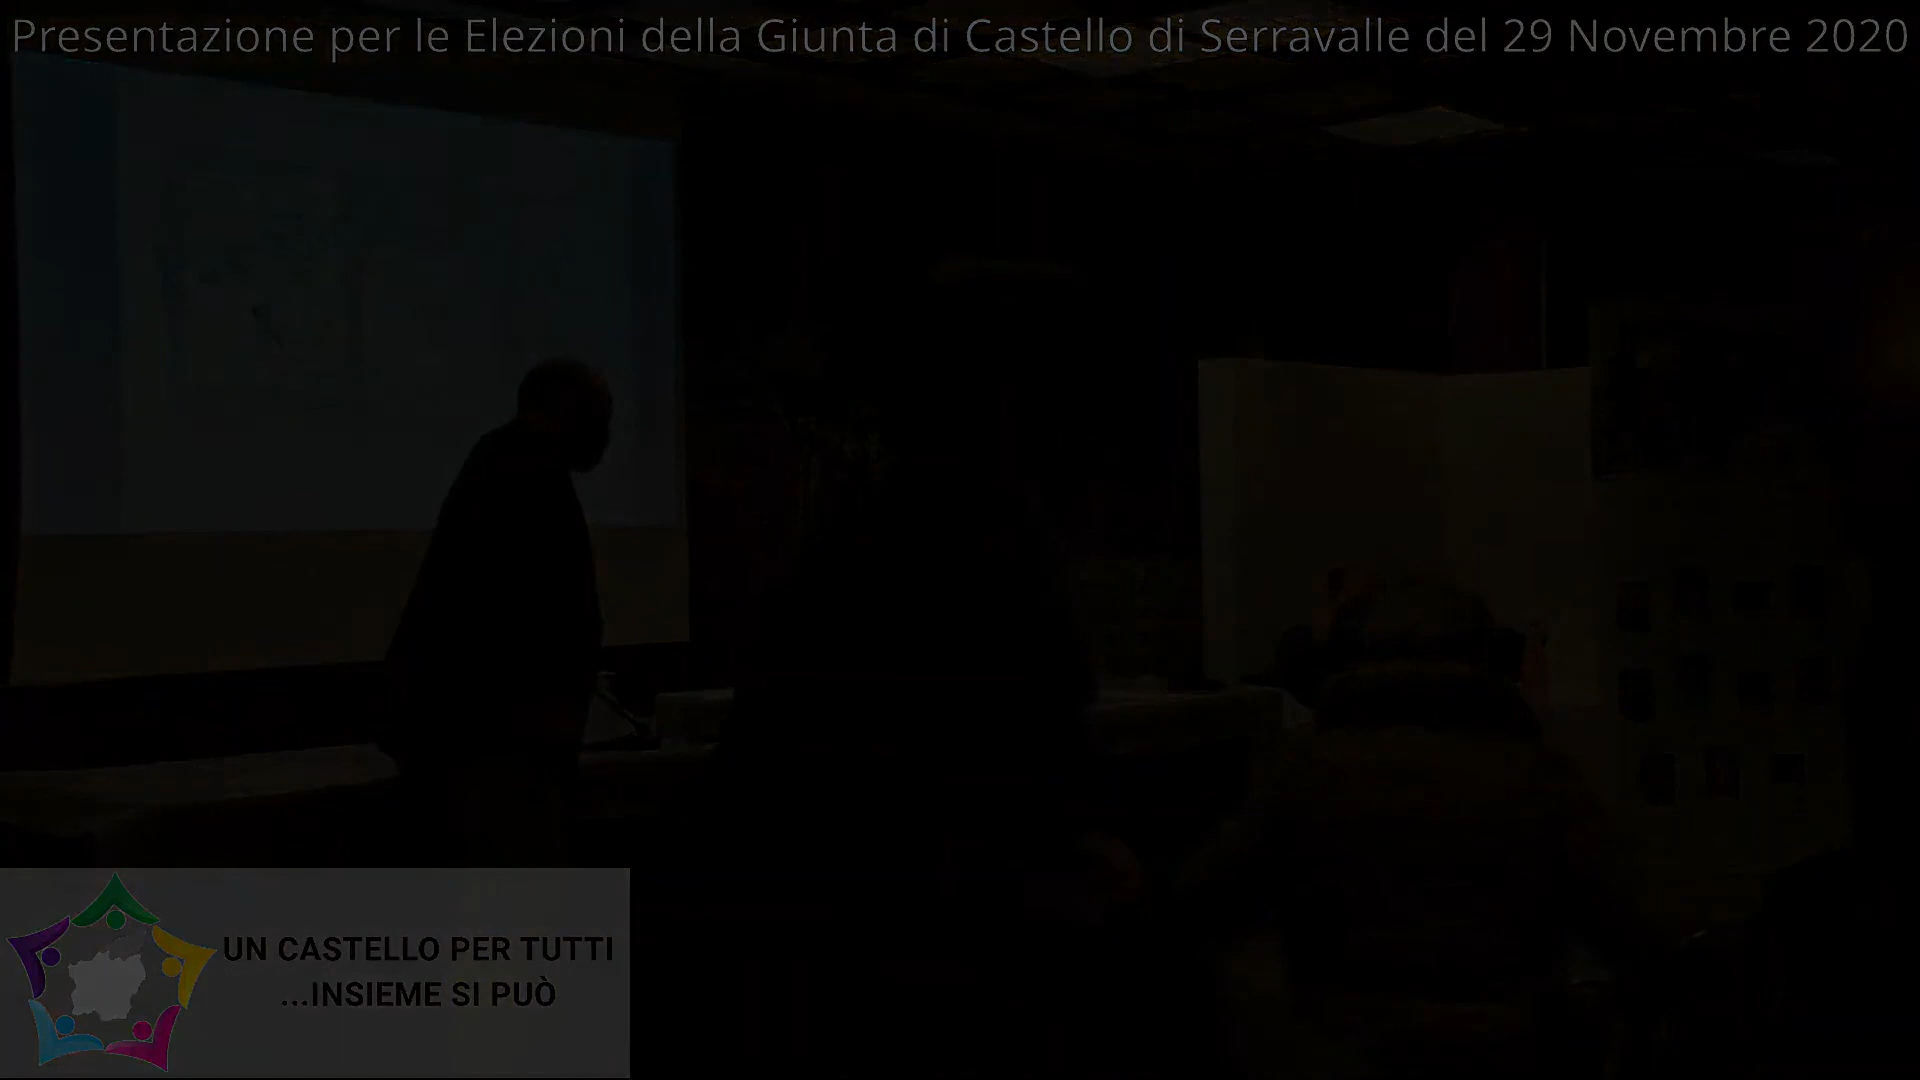 Presentazione per le Elezioni della Giunta di Castello di Serravalle del 29 Novembre 2020
UN CASTELLO PER TUTTI
...INSIEME SI PUÒ